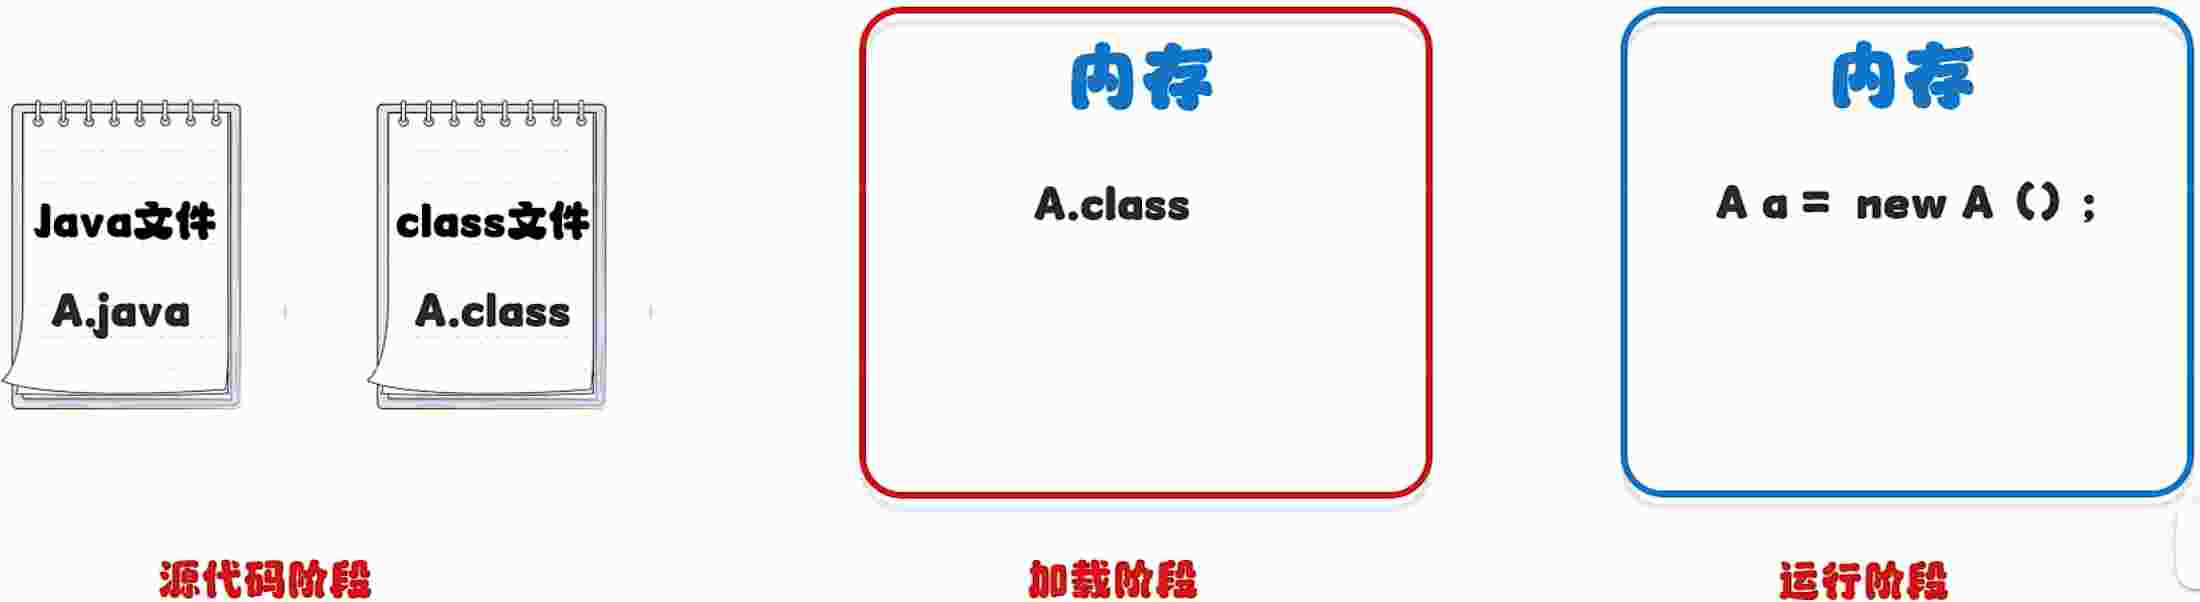 Java文件
A.java
class文件
A.class
源代码阶段
内存
A.class
加载阶段
内存
A a = new A () ;
运行阶段